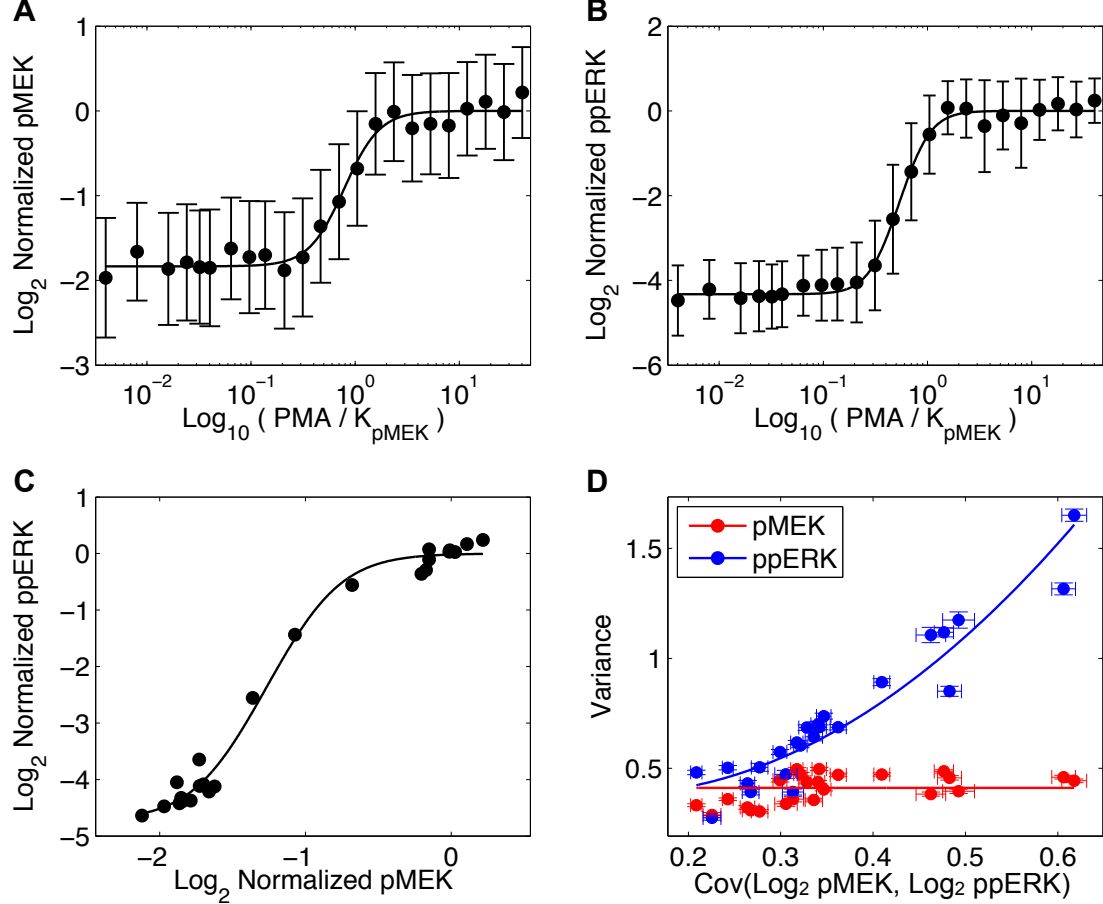 A
Log2 Normalized pMEK
1
0
−1
−2
−3
10−2 10−1 100 101
Log10 ( PMA / KpMEK )
B
Log2 Normalized ppERK
2
0
−2
−4
−6
10−2 10−1 100 101
Log10 ( PMA / KpMEK )
C
Log2 Normalized ppERK
1
0
−1
−2
−3
−4
−5
−2 −1 0
Log2 Normalized pMEK
D
pMEK
ppERK
Variance
1.5
1
0.5
0.2 0.3 0.4 0.5 0.6
Cov(Log2 pMEK, Log2 ppERK)